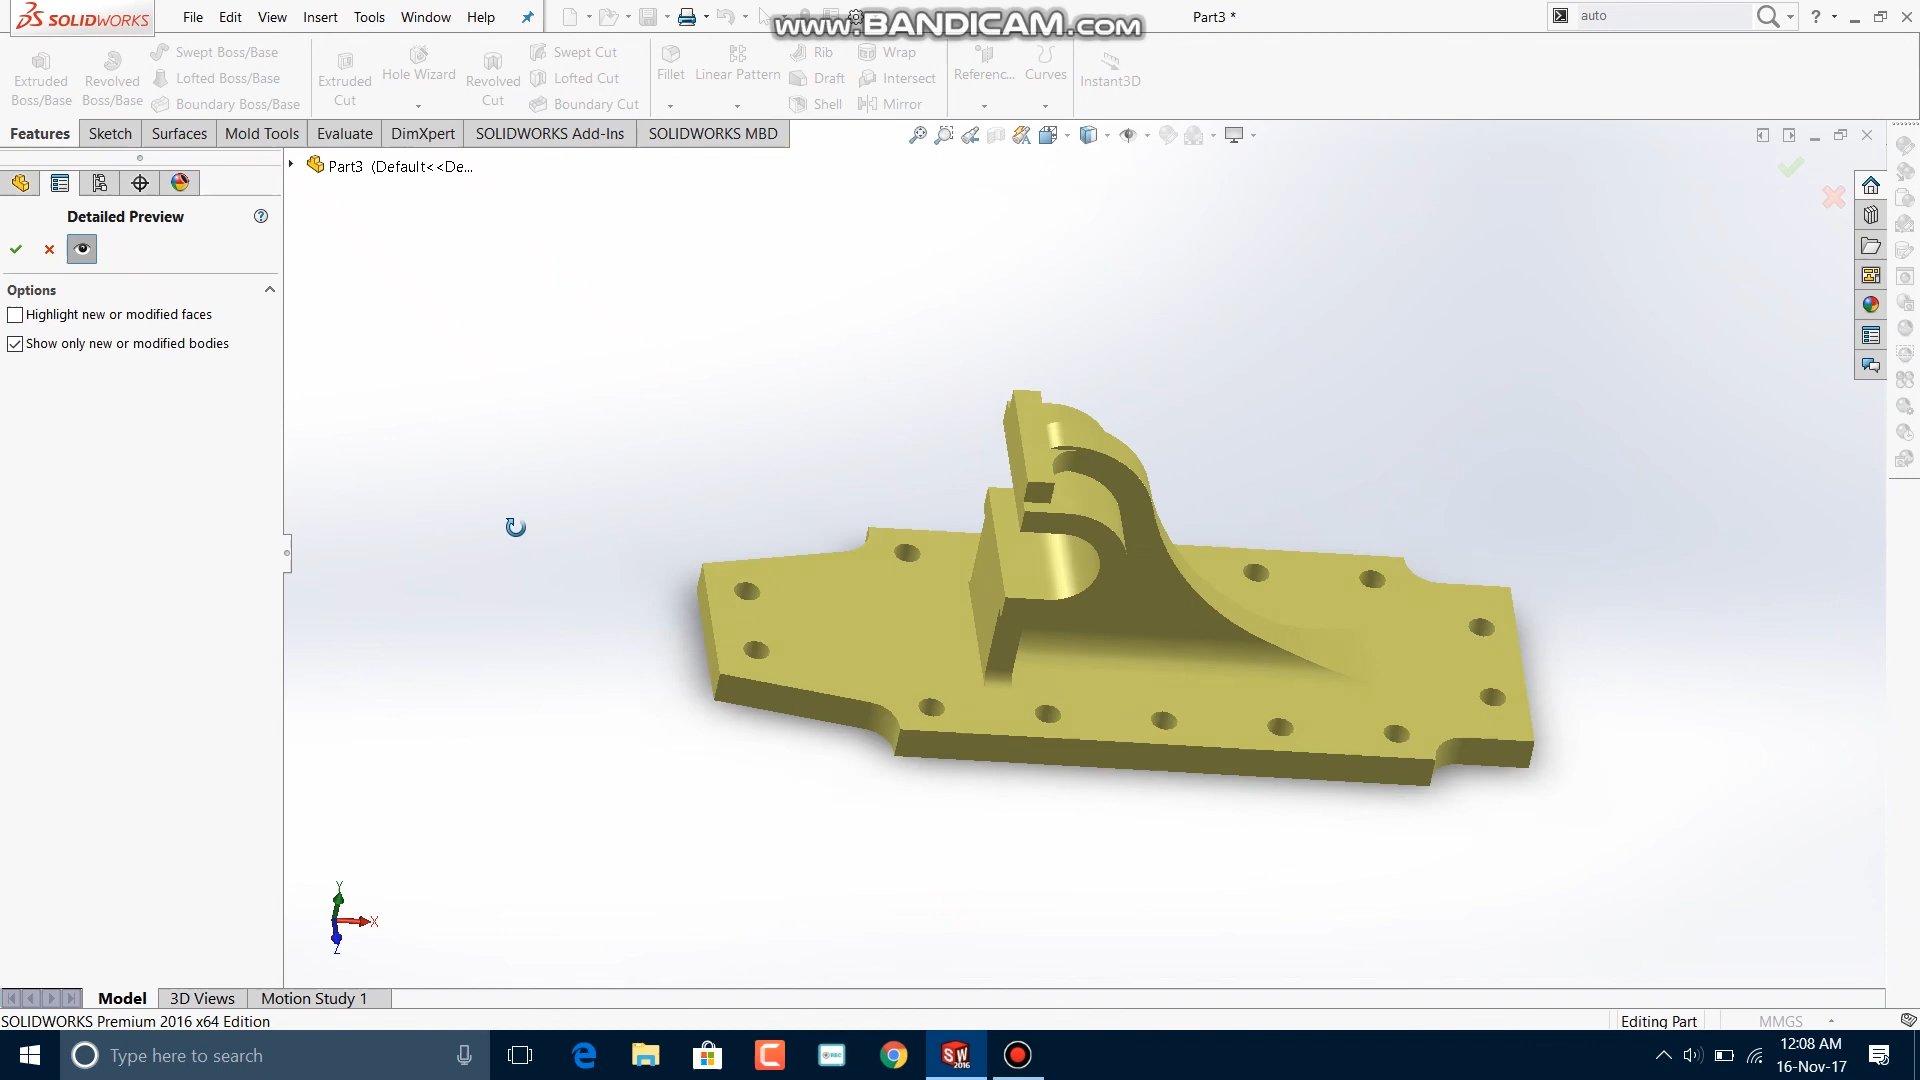 SOLIDWORKS
File Edit View Insert Tools Window Help
www.BANDICAM.com
Part3 *
auto
?
Extruded Boss/Base
Revolved Boss/Base
Swept Boss/Base
Lofted Boss/Base
Boundary Boss/Base
Extruded Cut
Hole Wizard
Revolved Cut
Swept Cut
Lofted Cut
Boundary Cut
Fillet
Linear Pattern
Rib
Draft
Shell
Wrap
Intersect
Mirror
Referenc...
Curves
Instant3D
Features Sketch Surfaces Mold Tools Evaluate DimXpert SOLIDWORKS Add-Ins SOLIDWORKS MBD
Part3 (Default<<De...
Detailed Preview
?
Options
Highlight new or modified faces
Show only new or modified bodies
Y
X
Z
Model 3D Views Motion Study 1
SOLIDWORKS Premium 2016 x64 Edition
Editing Part
MMGS
Type here to search
REC
SW
2016
12:08 AM
16-Nov-17